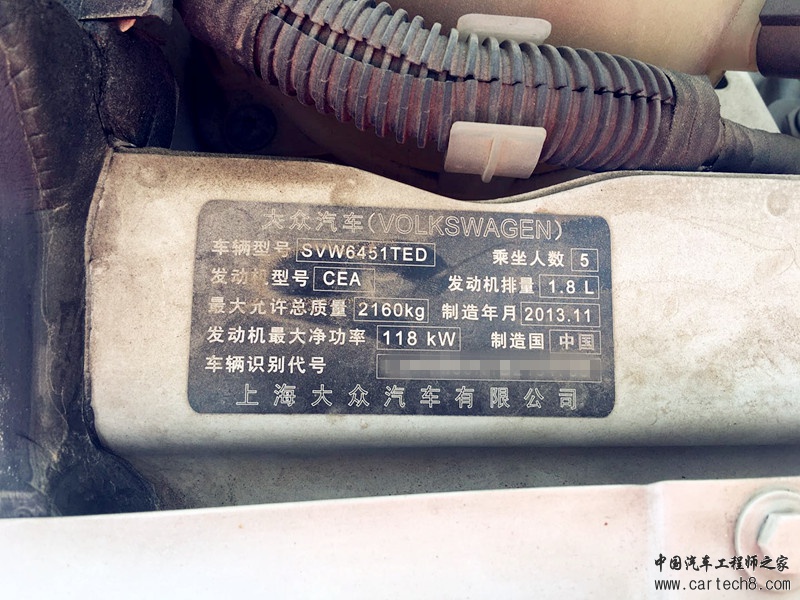 大众汽车(VOLKSWAGEN)
车辆型号 SVW6451TED 乘坐人数 5
发动机型号 CEA 发动机排量 1.8 L
最大允许总质量 2160kg 制造年月 2013.11
发动机最大净功率 118 kW 制造国 中国
车辆识别代号
上海大众汽车有限公司
中国汽车工程师之家
www.cartech8.com